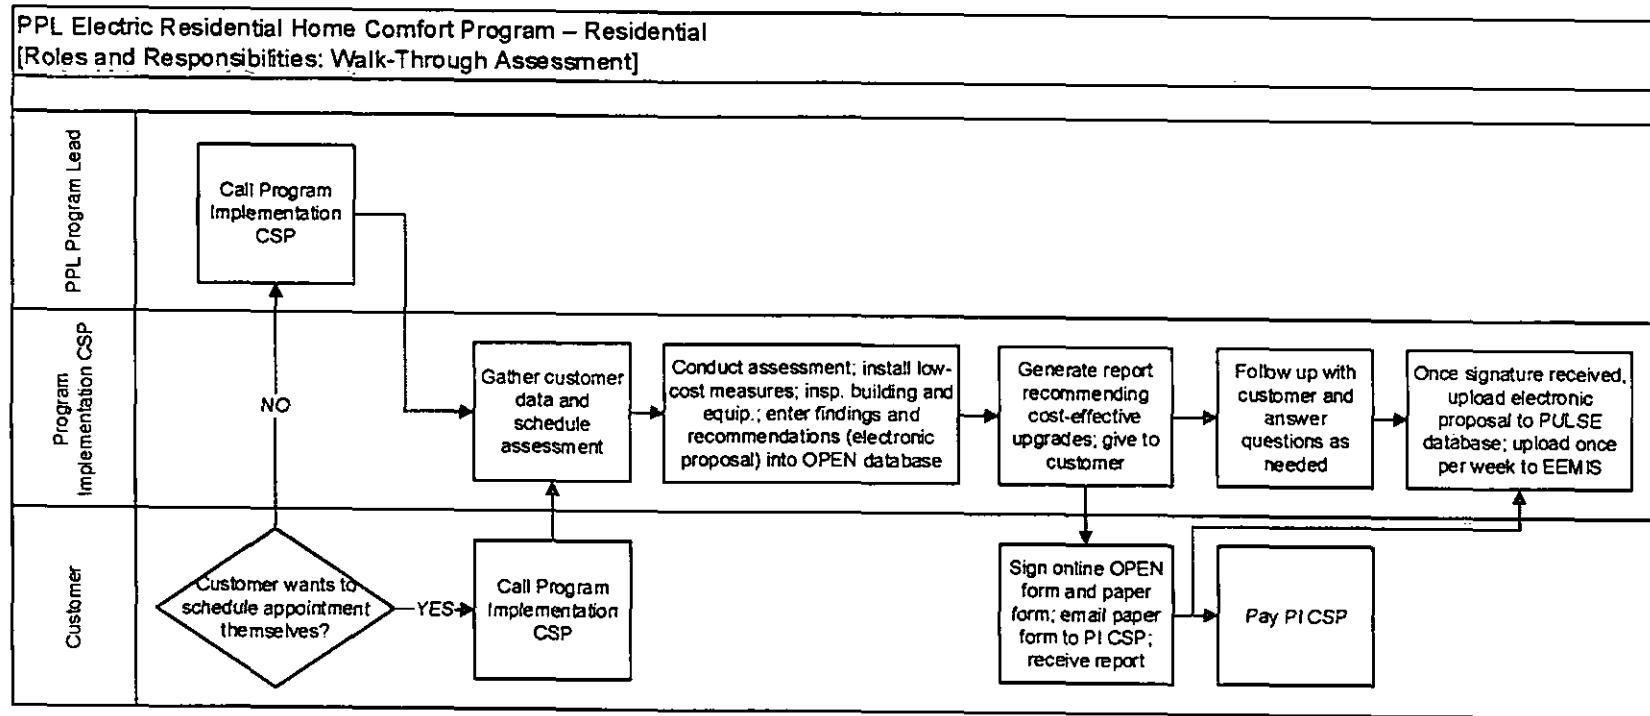 PPL Electric Residential Home Comfort Program – Residential
[Roles and Responsibilities: Walk-Through Assessment]
PPL Program Lead
Call Program
Implementation
CSP
Program
Implementation CSP
NO
Gather customer
data and
schedule
assessment
Conduct assessment; install low-
cost measures; insp. building and
equip.; enter findings and
recommendations (electronic
proposal) into OPEN database
Generate report
recommending
cost-effective
upgrades; give to
customer
Follow up with
customer and
answer
questions as
needed
Once signature received,
upload electronic
proposal to PULSE
database; upload once
per week to EEMIS
Customer
Customer wants to
schedule appointment
themselves?
YES
Call Program
Implementation
CSP
Sign online OPEN
form and paper
form; email paper
form to PI CSP;
receive report
Pay PI CSP